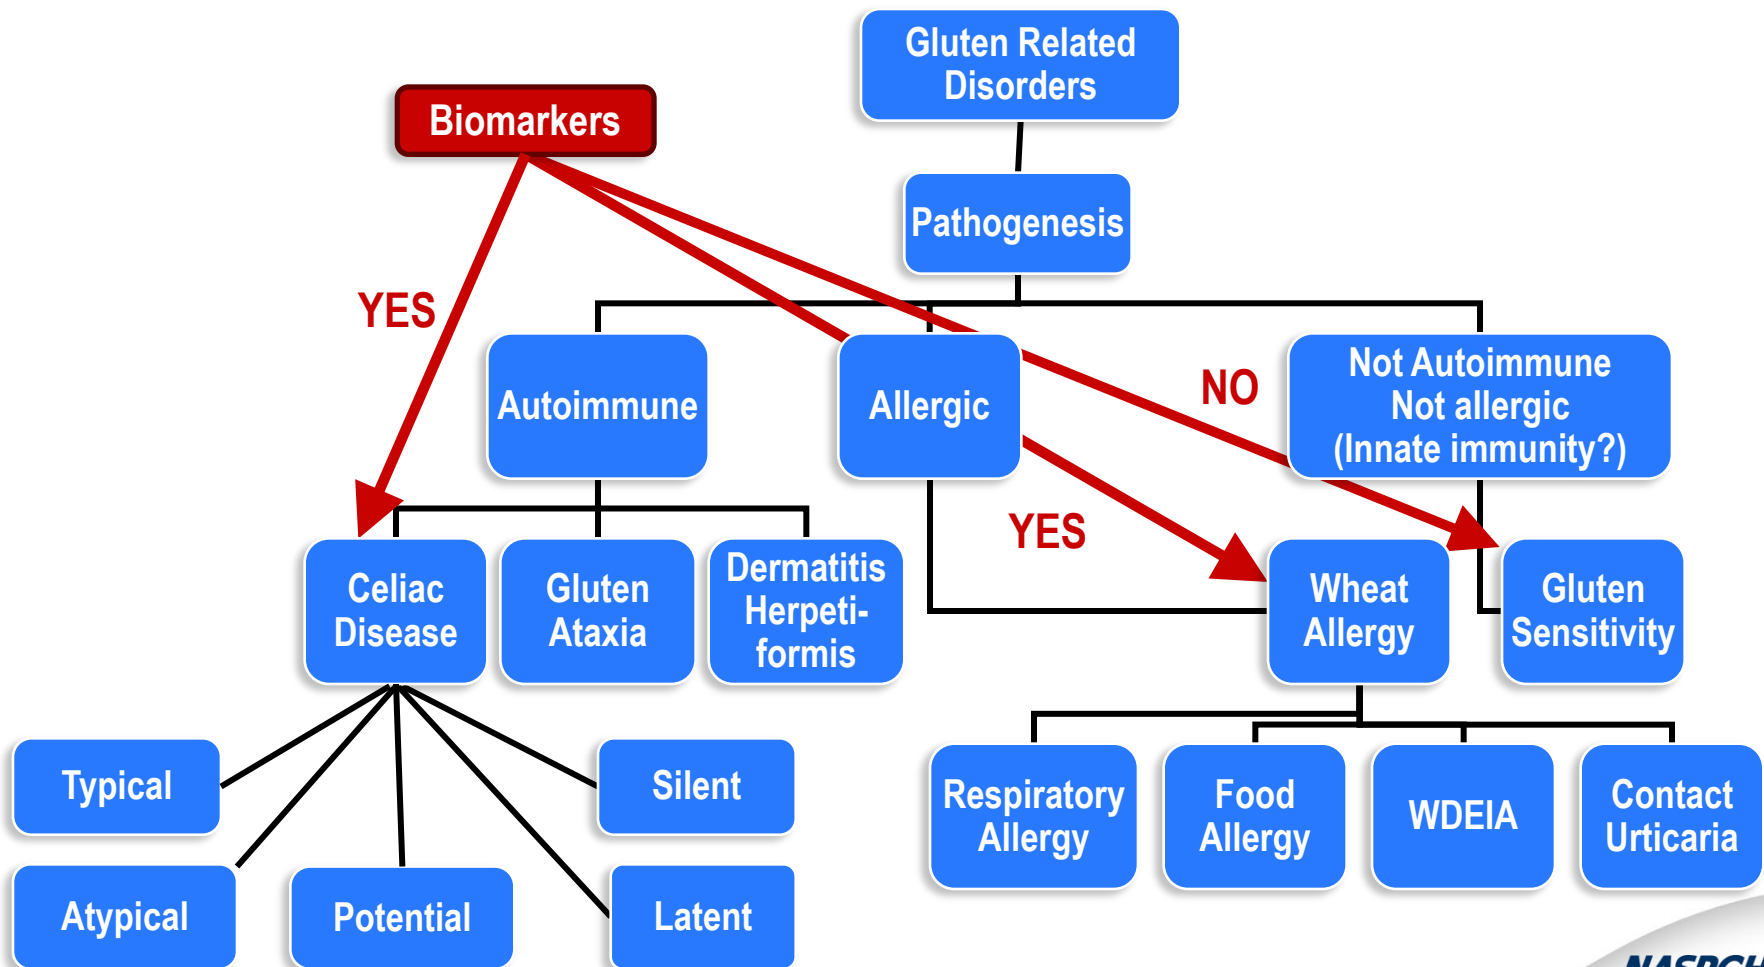 Gluten Related
Disorders
Biomarkers
Pathogenesis
YES
Autoimmune
Allergic
NO
Not Autoimmune
Not allergic
(Innate immunity?)
YES
Celiac
Disease
Gluten
Ataxia
Dermatitis
Herpeti-
formis
Wheat
Allergy
Gluten
Sensitivity
Typical
Silent
Respiratory
Allergy
Food
Allergy
WDEIA
Contact
Urticaria
Atypical
Potential
Latent